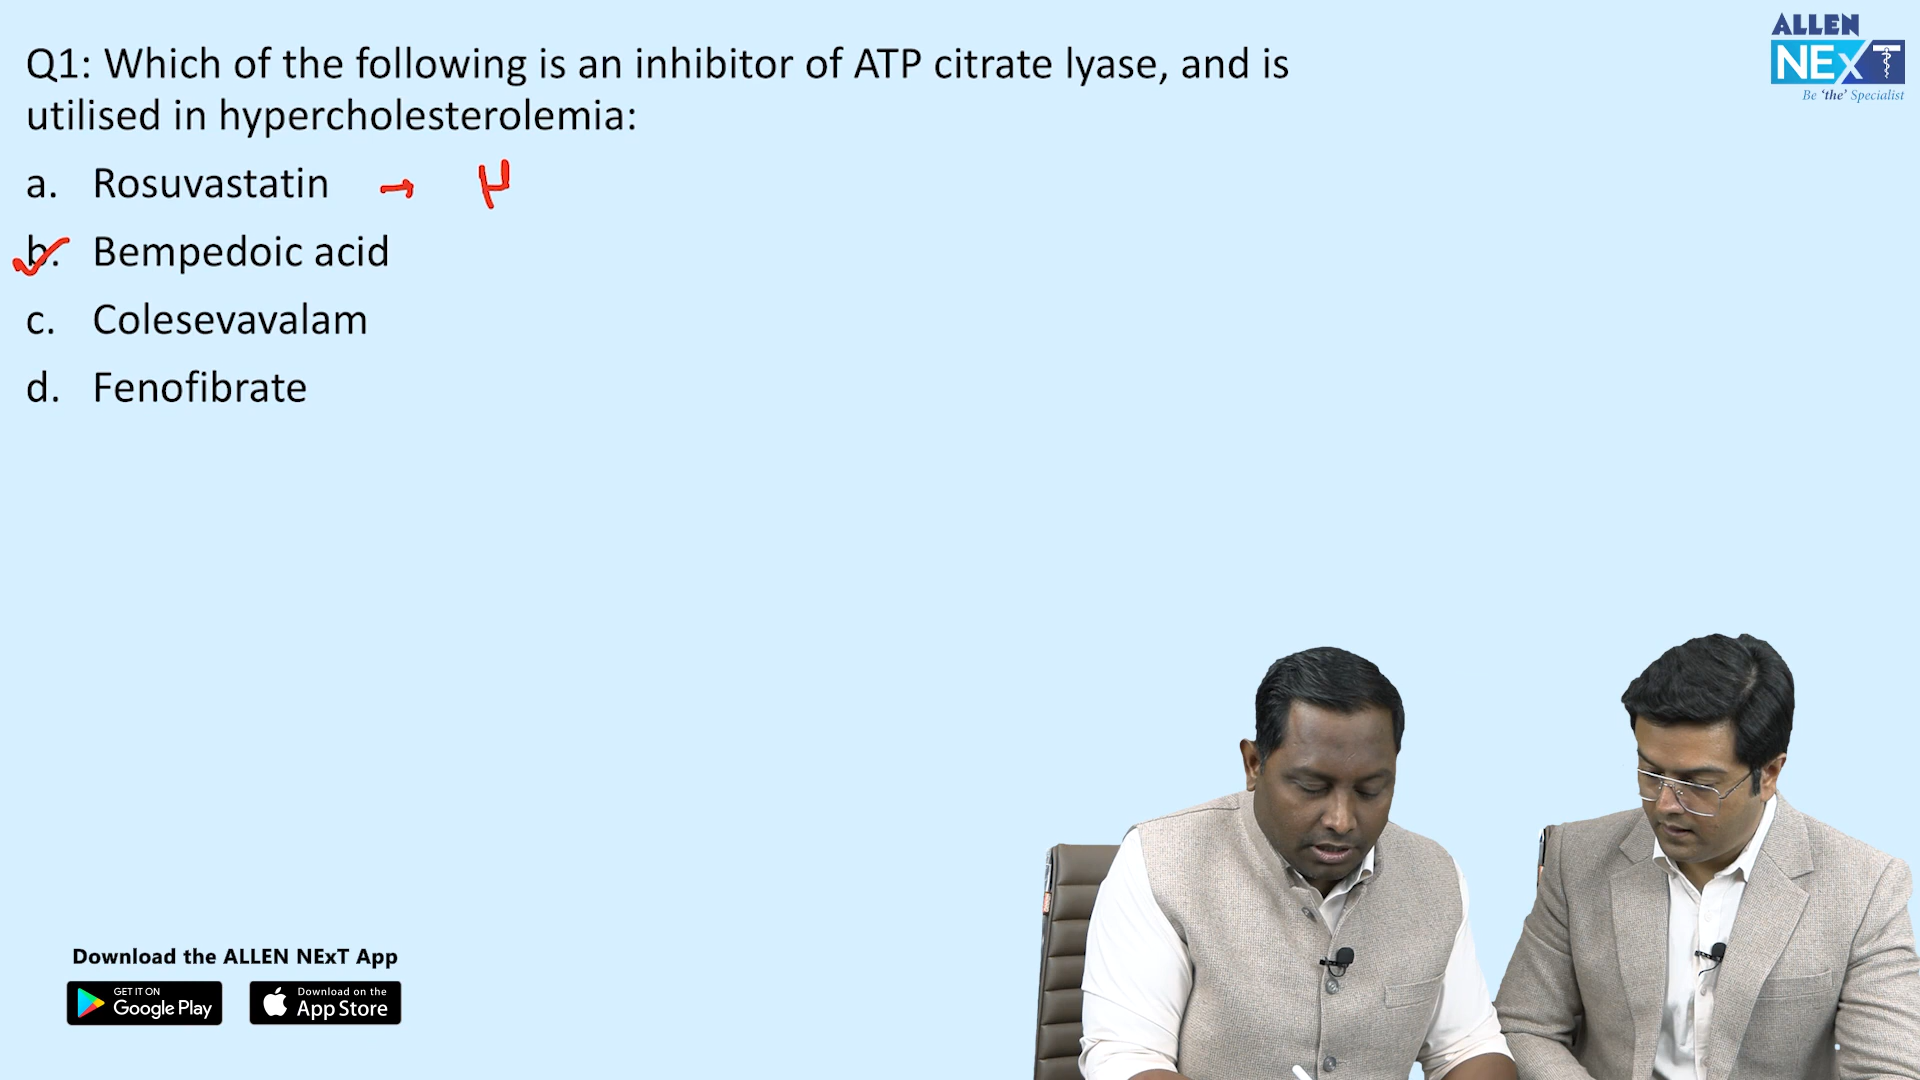 ALLEN
NEXT
Be 'the' Specialist
Q1: Which of the following is an inhibitor of ATP citrate lyase, and is
utilised in hypercholesterolemia:
a. Rosuvastatin →
b. Bempedoic acid
c. Colesevavalam
d. Fenofibrate
Download the ALLEN NExT App
GET IT ON
Google Play
Download on the
App Store